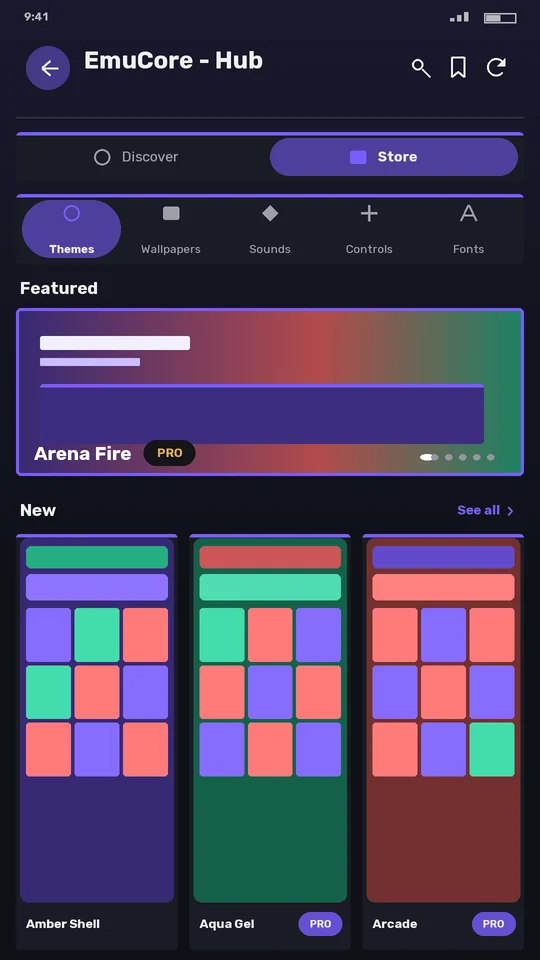 9:41
EmuCore - Hub
Discover
Store
Themes
Wallpapers
Sounds
Controls
Fonts
Featured
Arena Fire
PRO
New
See all
Amber Shell
Aqua Gel
PRO
Arcade
PRO